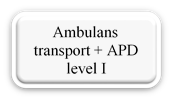 Ambulans
transport + APD
level I